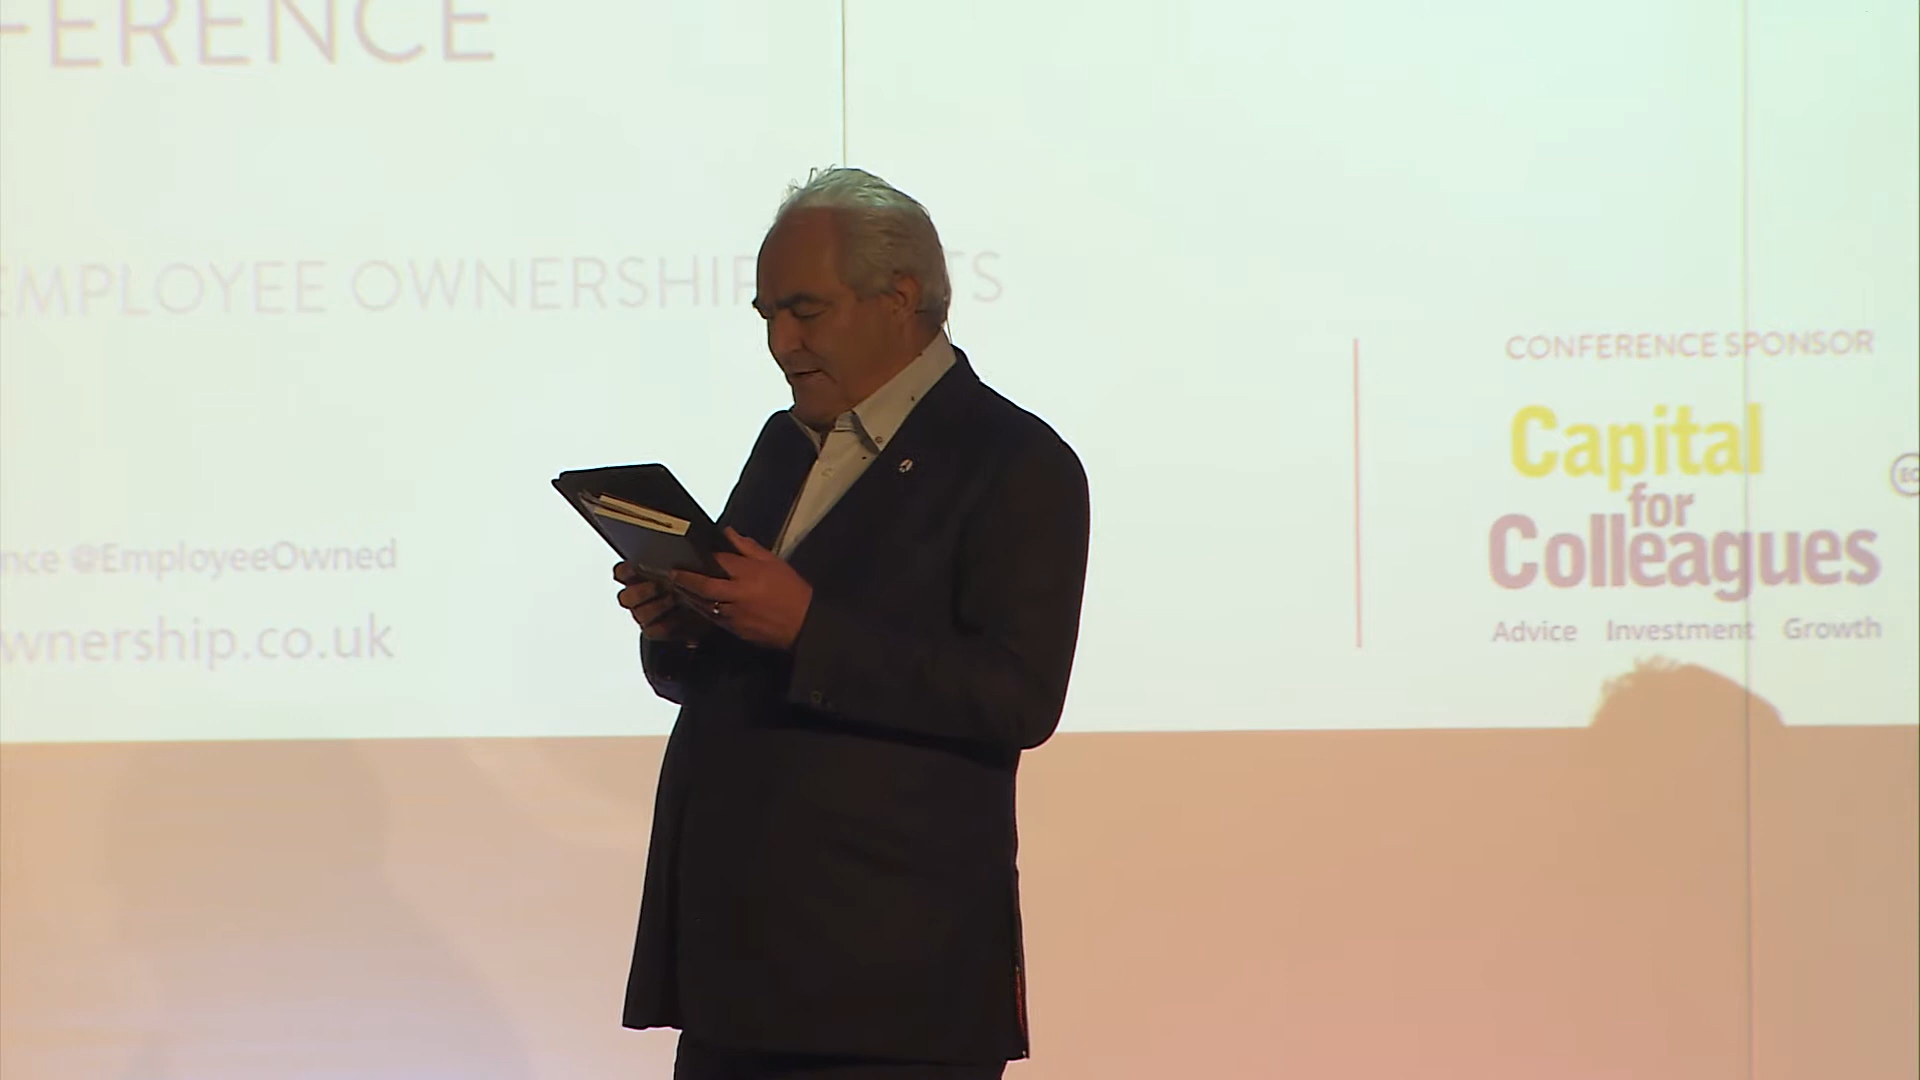 FERENCE
EMPLOYEE OWNERSHIP TS
CONFERENCE SPONSOR
Capital
for
Colleagues
Advice Investment Growth
nce @EmployeeOwned
wnership.co.uk